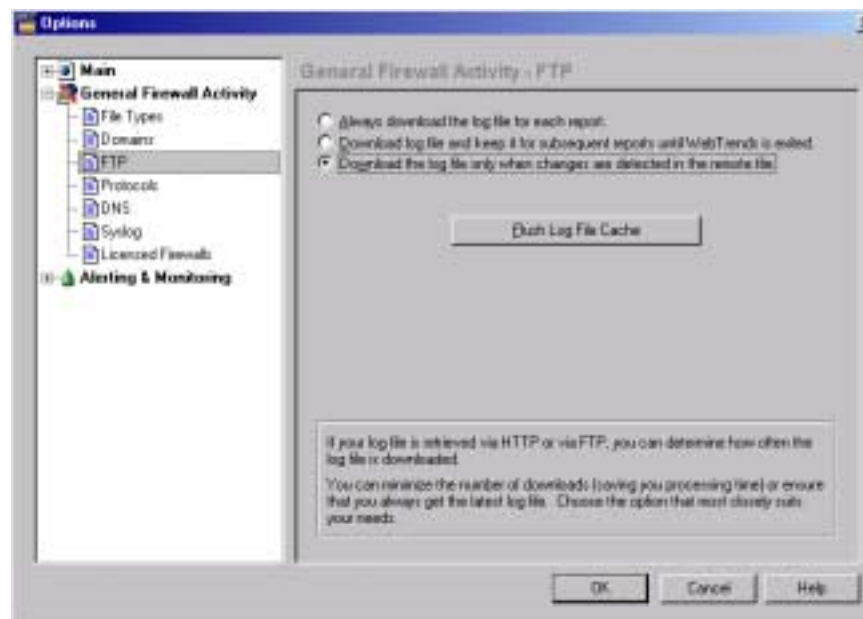 Options
Main
General Firewall Activity
File Types
Domains
FTP
Protocols
DNS
Syslog
Licensed Firewalls
Alerting & Monitoring
General Firewall Activity - FTP
Always download the log file for each report.
Download log file and keep it for subsequent reports until WebTrends is exited.
Download the log file only when changes are detected in the remote file.
Flush Log File Cache
If your log file is retrieved via HTTP or via FTP, you can determine how often the
log file is downloaded.
You can minimize the number of downloads (saving you processing time) or ensure
that you always get the latest log file. Choose the option that most closely suits
your needs.
OK
Cancel
Help